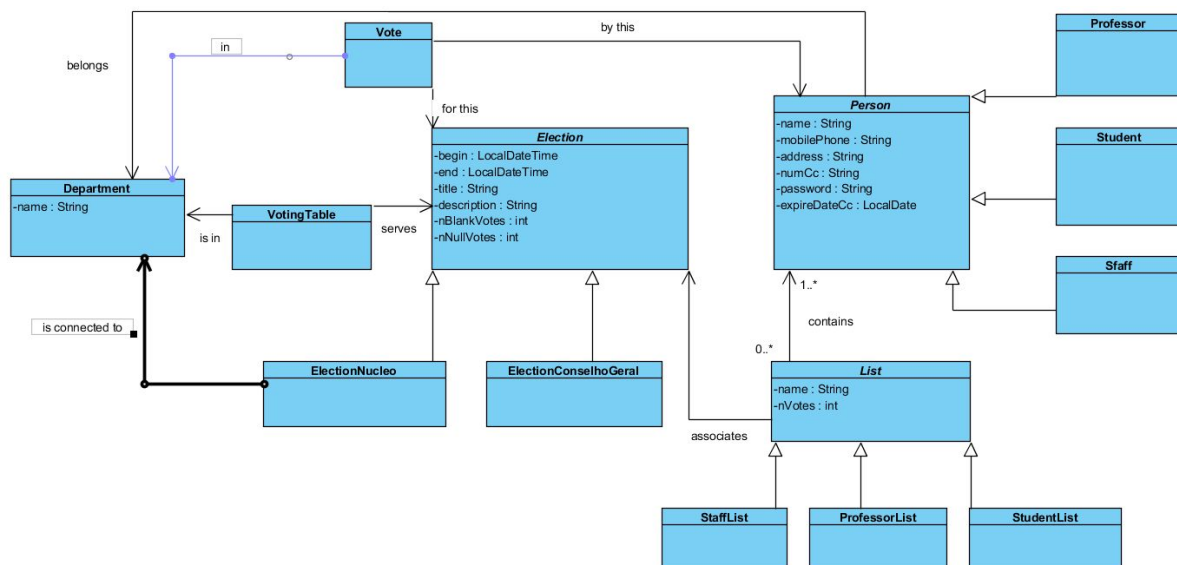 Professor
Vote
in
by this
belongs
for this
Person
-name : String
-mobilePhone : String
-address : String
-numCc : String
-password : String
-expireDateCc : LocalDate
Election
-begin : LocalDateTime
-end : LocalDateTime
-title : String
-description : String
-nBlankVotes : int
-nNullVotes : int
Student
Department
-name : String
VotingTable
is in
serves
Sfaff
1..*
contains
0..*
is connected to
ElectionNucleo
ElectionConselhoGeral
List
-name : String
-nVotes : int
associates
StaffList
ProfessorList
StudentList